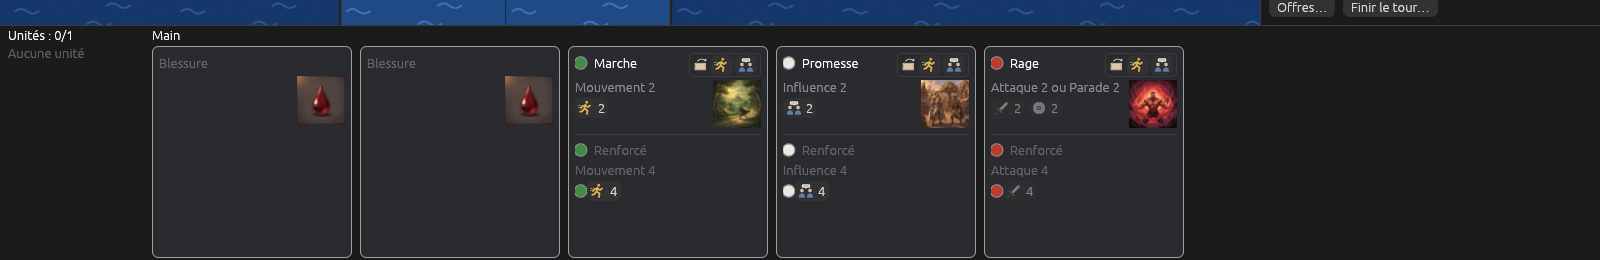 Offres... Finir le tour...
Unités : 0/1
Aucune unité
Main
Blessure
Blessure
Marche
Mouvement 2
2
Renforcé
Mouvement 4
4
Promesse
Influence 2
2
Renforcé
Influence 4
4
Rage
Attaque 2 ou Parade 2
2 2
Renforcé
Attaque 4
4